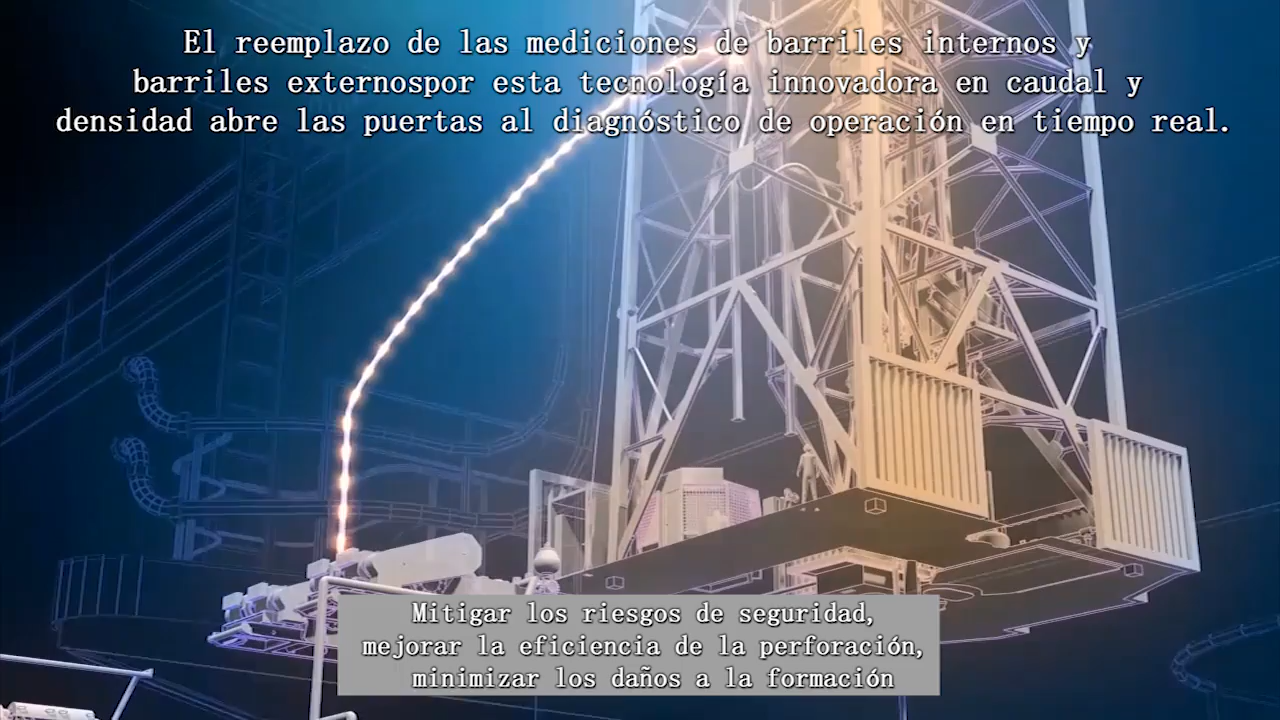 El reemplazo de las mediciones de barriles internos y
barriles externospor esta tecnología innovadora en caudal y
densidad abre las puertas al diagnóstico de operación en tiempo real.
Mitigar los riesgos de seguridad,
mejorar la eficiencia de la perforación,
minimizar los daños a la formación